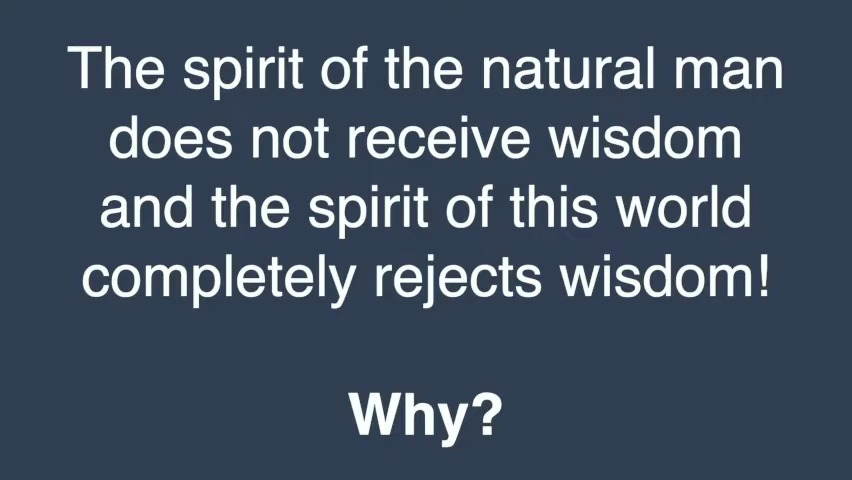 The spirit of the natural man
does not receive wisdom
and the spirit of this world
completely rejects wisdom!
Why?